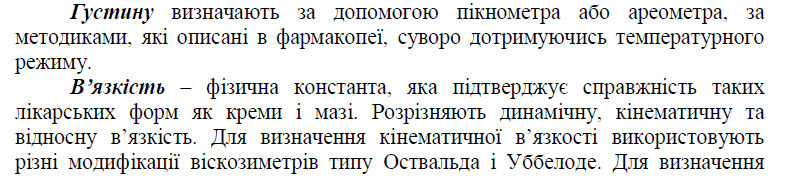 Густину визначають за допомогою пікнометра або ареометра, за
методиками, які описані в фармакопеї, суворо дотримуючись температурного
режиму.
В’язкість – фізична константа, яка підтверджує справжність таких
лікарських форм як креми і мазі. Розрізняють динамічну, кінематичну та
відносну в’язкість. Для визначення кінематичної в’язкості використовують
різні модифікації віскозиметрів типу Оствальда і Уббелоде. Для визначення